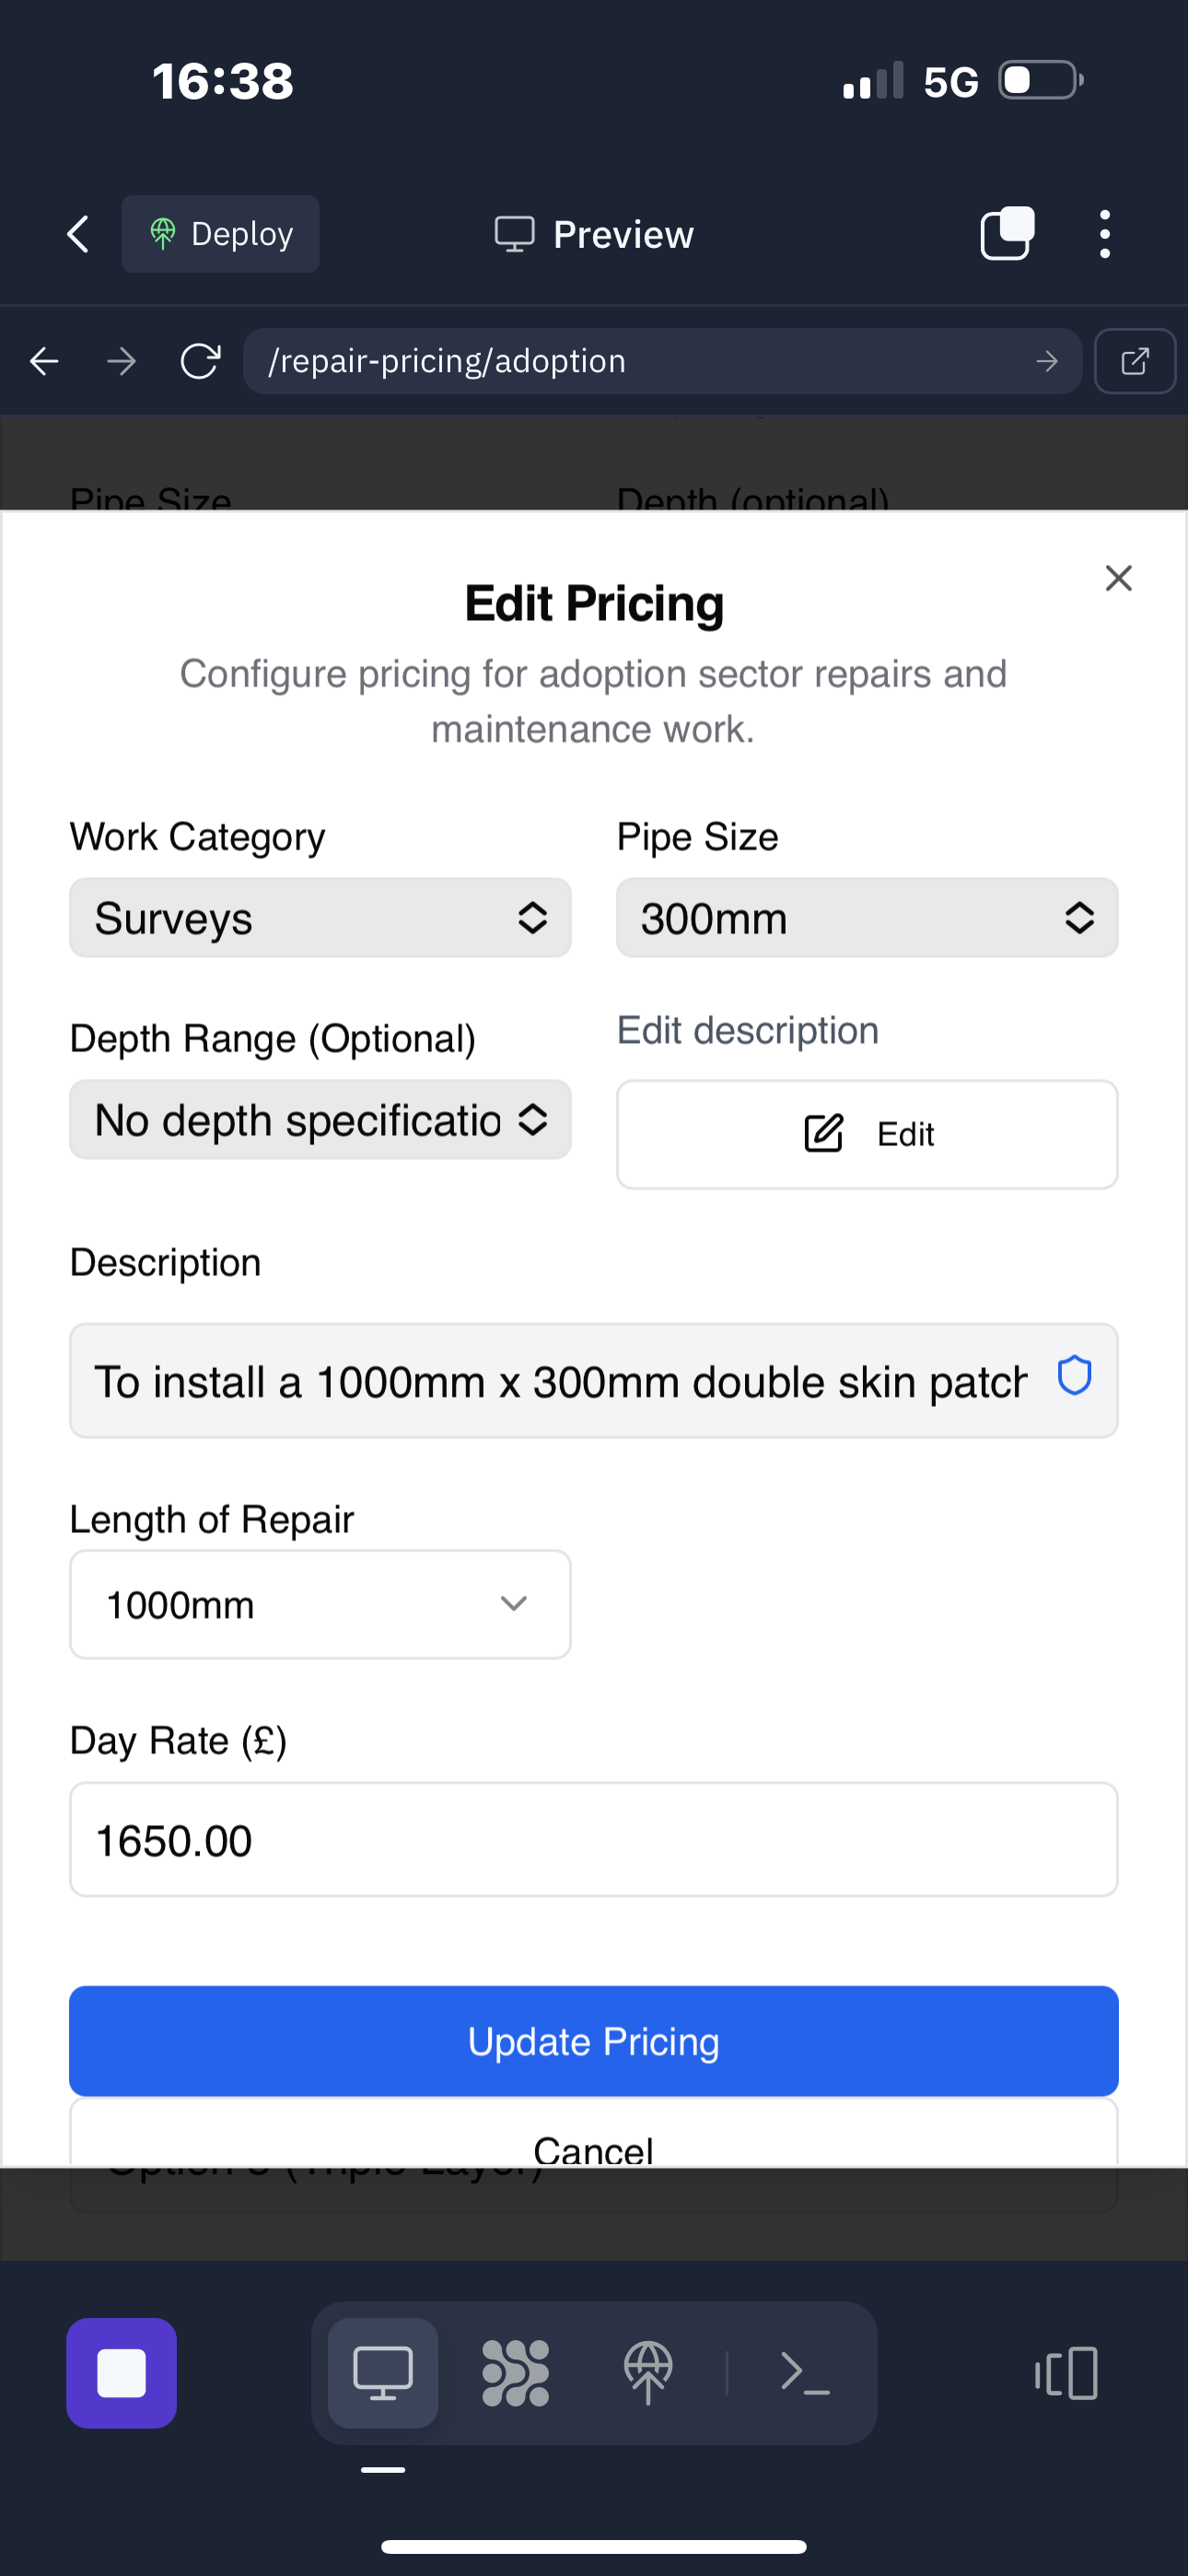 16:38
5G
Deploy
Preview
/repair-pricing/adoption
Pipe Size
Depth (optional)
Edit Pricing
Configure pricing for adoption sector repairs and
maintenance work.
Work Category
Pipe Size
Surveys
300mm
Depth Range (Optional)
Edit description
No depth specificatio
Edit
Description
To install a 1000mm x 300mm double skin patch
Length of Repair
1000mm
Day Rate (£)
1650.00
Update Pricing
Cancel
(Triple Layer)